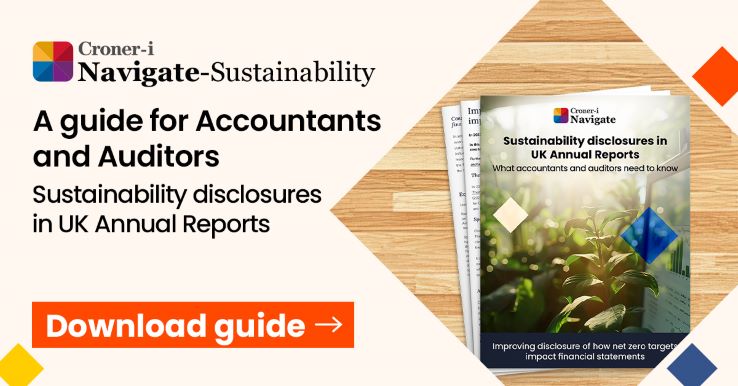 Croner-i
Navigate-Sustainability
A guide for Accountants
and Auditors
Sustainability disclosures
in UK Annual Reports
Download guide
Croner-i
Navigate
Sustainability disclosures in
UK Annual Reports
What accountants and auditors need to know
Improving disclosure of how net zero targets
impact financial statements